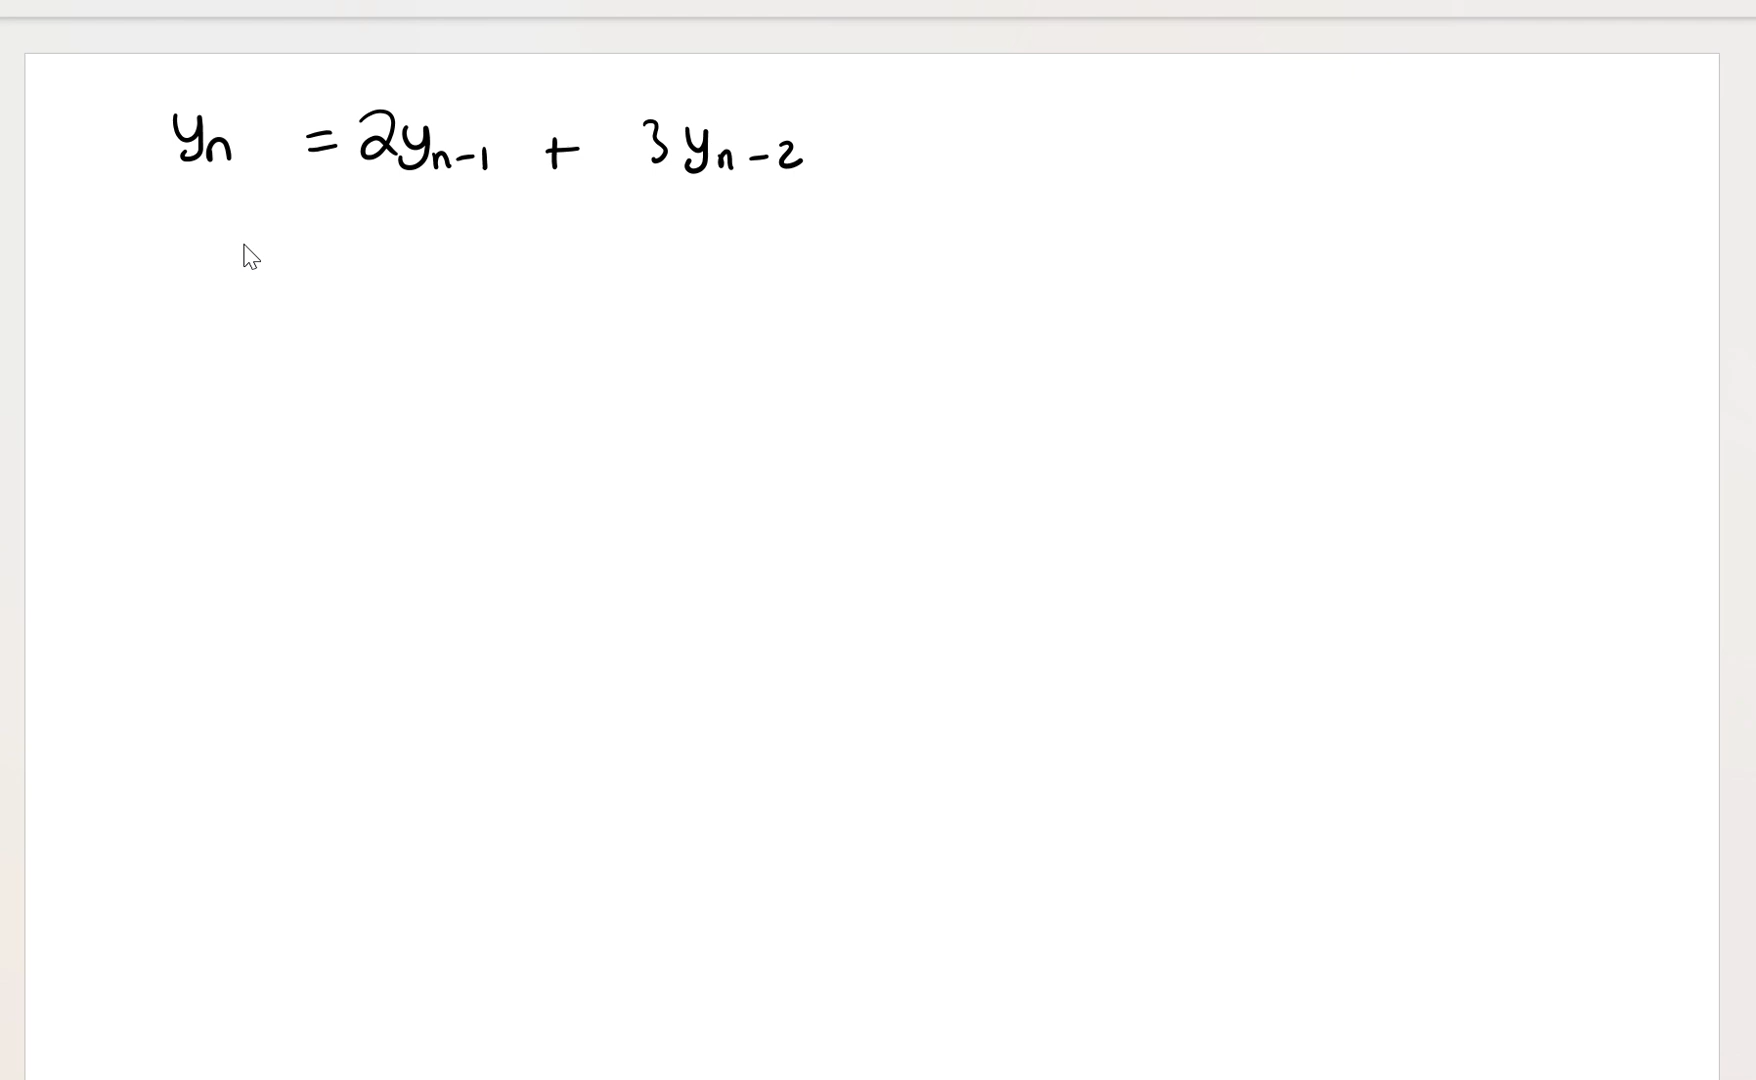 yₙ = 2yₙ₋₁ + 3yₙ₋₂